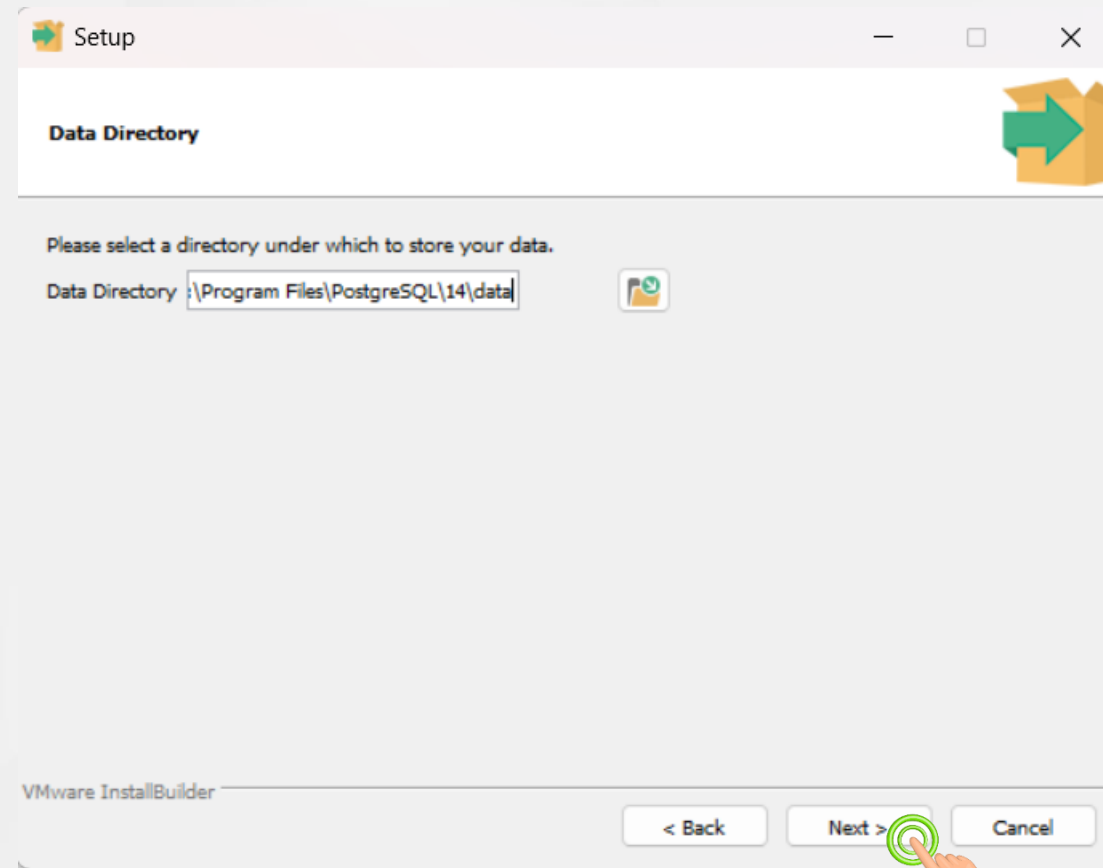 Setup
Data Directory
Please select a directory under which to store your data.
Data Directory :\Program Files\PostgreSQL\14\data
VMware InstallBuilder
< Back Next > Cancel